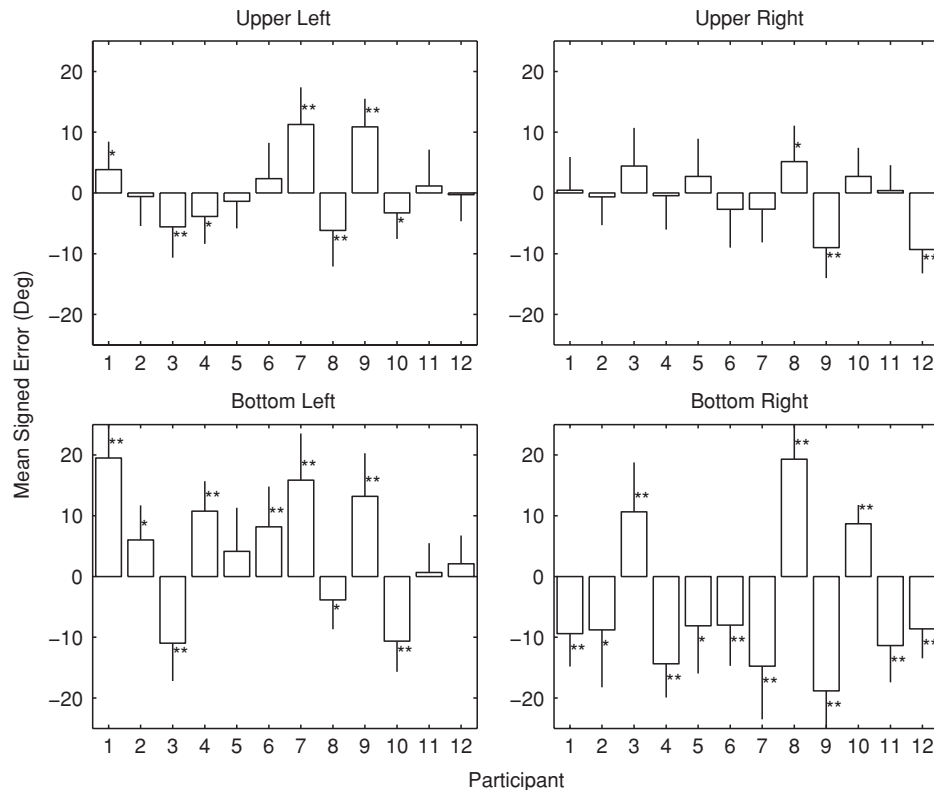 Upper Left
Upper Right
20
10
0
−10
−20
* ** * ** ** ** *
1 2 3 4 5 6 7 8 9 10 11 12
20
10
0
−10
−20
* ** **
1 2 3 4 5 6 7 8 9 10 11 12
Mean Signed Error (Deg)
Bottom Left
Bottom Right
20
10
0
−10
−20
** * ** ** ** ** * ** **
1 2 3 4 5 6 7 8 9 10 11 12
20
10
0
−10
−20
** * ** ** * ** ** ** ** ** ** **
1 2 3 4 5 6 7 8 9 10 11 12
Participant